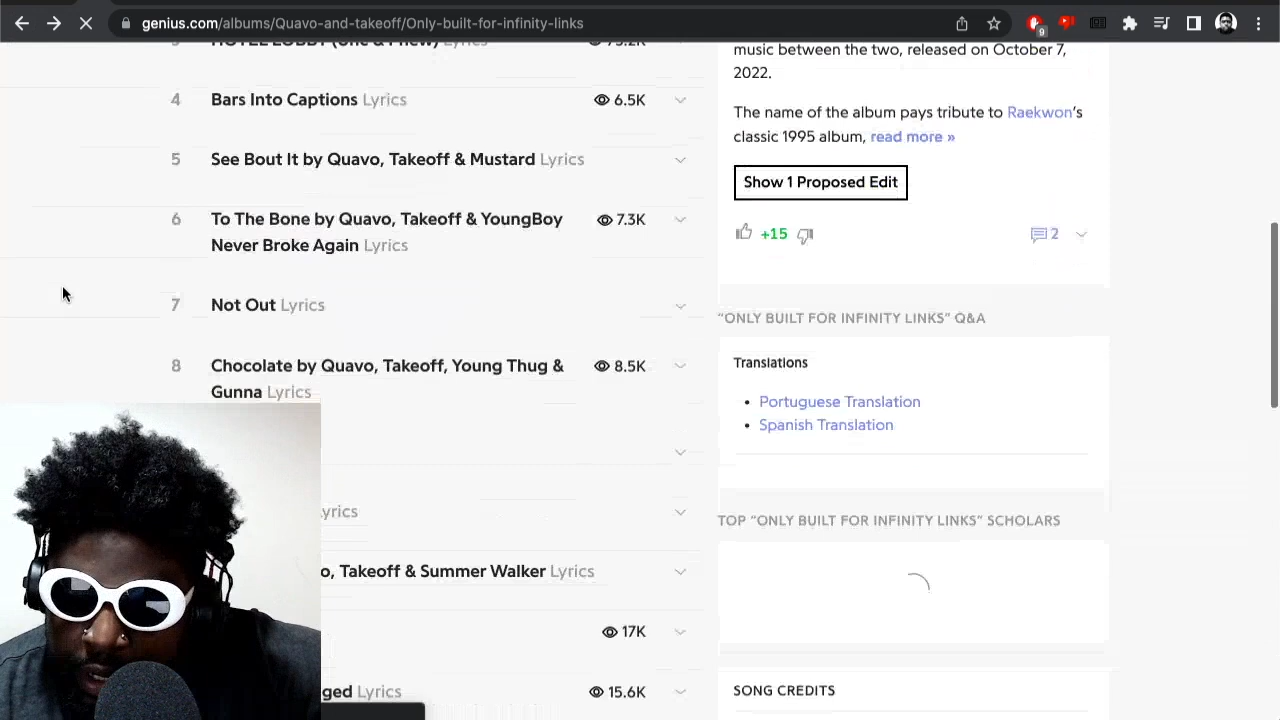 genius.com/albums/Quavo-and-takeoff/Only-built-for-infinity-links
9
HOTEL LOBBY (Unc & Phew) Lyrics
4 Bars Into Captions Lyrics 6.5K
5 See Bout It by Quavo, Takeoff & Mustard Lyrics
6 To The Bone by Quavo, Takeoff & YoungBoy 7.3K
Never Broke Again Lyrics
7 Not Out Lyrics
8 Chocolate by Quavo, Takeoff, Young Thug & 8.5K
Gunna Lyrics
yrics
o, Takeoff & Summer Walker Lyrics
17K
ged Lyrics 15.6K
music between the two, released on October 7,
2022.
The name of the album pays tribute to Raekwon’s
classic 1995 album, read more »
Show 1 Proposed Edit
+15 2
“ONLY BUILT FOR INFINITY LINKS” Q&A
Translations
• Portuguese Translation
• Spanish Translation
TOP “ONLY BUILT FOR INFINITY LINKS” SCHOLARS
SONG CREDITS